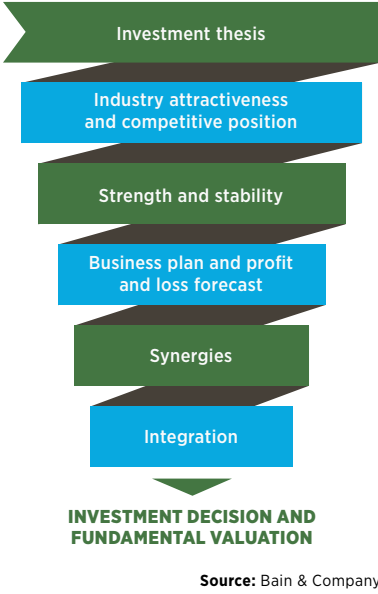 Investment thesis
Industry attractiveness
and competitive position
Strength and stability
Business plan and profit
and loss forecast
Synergies
Integration
INVESTMENT DECISION AND
FUNDAMENTAL VALUATION
Source: Bain & Company